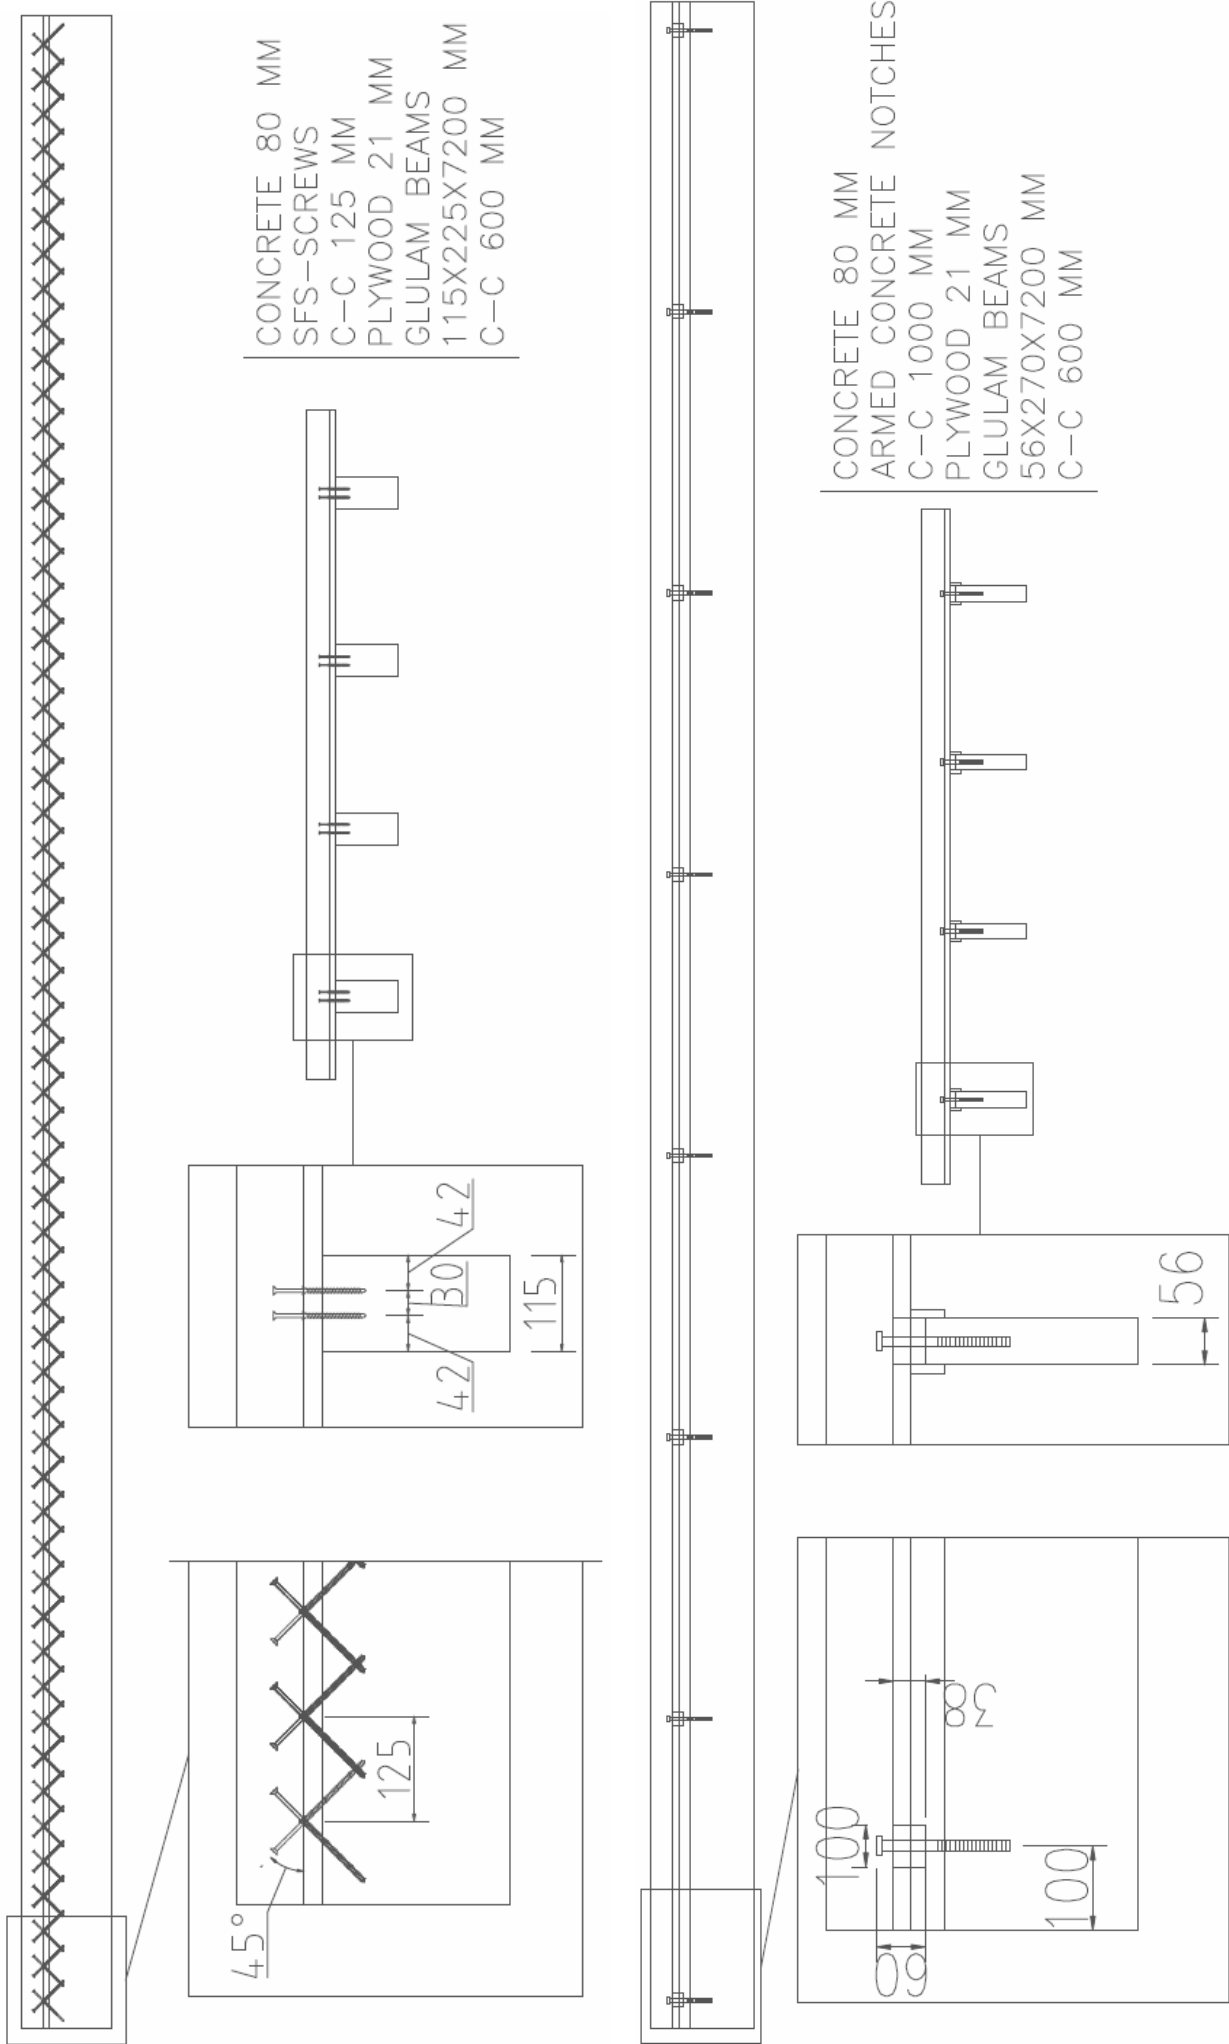 CONCRETE 80 MM
SFS-SCREWS
C-C 125 MM
PLYWOOD 21 MM
GLULAM BEAMS
115X225X7200 MM
C-C 600 MM
42
30
42
115
45°
125
CONCRETE 80 MM
ARMED CONCRETE NOTCHES
C-C 1000 MM
PLYWOOD 21 MM
GLULAM BEAMS
56X270X7200 MM
C-C 600 MM
56
38
100
100
60